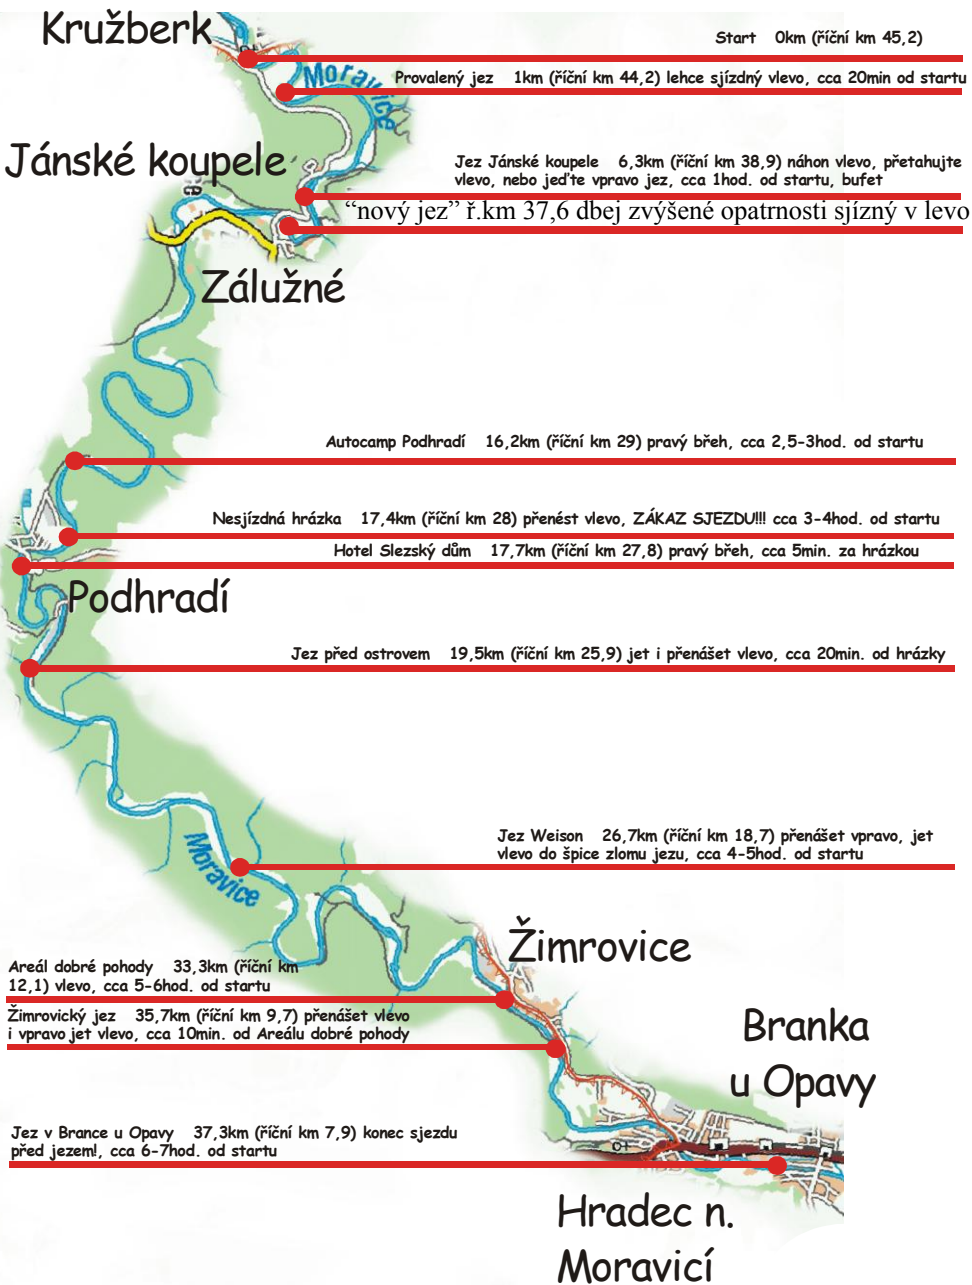 Kružberk
Start 0km (říční km 45,2)
Moravice
Provalený jez 1km (říční km 44,2) lehce sjízdný vlevo, cca 20min od startu
Jánské koupele
Jez Jánské koupele 6,3km (říční km 38,9) náhon vlevo, přetahujte
vlevo, nebo jeďte vpravo jez, cca 1hod. od startu, bufet
“nový jez” ř.km 37,6 dbej zvýšené opatrnosti sjízný v levo
Zálužné
Autocamp Podhradí 16,2km (říční km 29) pravý břeh, cca 2,5-3hod. od startu
Nesjízdná hrázka 17,4km (říční km 28) přenést vlevo, ZÁKAZ SJEZDU!!! cca 3-4hod. od startu
Hotel Slezský dům 17,7km (říční km 27,8) pravý břeh, cca 5min. za hrázkou
Podhradí
Jez před ostrovem 19,5km (říční km 25,9) jet i přenášet vlevo, cca 20min. od hrázky
Jez Weison 26,7km (říční km 18,7) přenášet vpravo, jet
vlevo do špice zlomu jezu, cca 4-5hod. od startu
Moravice
Žimrovice
Areál dobré pohody 33,3km (říční km
12,1) vlevo, cca 5-6hod. od startu
Žimrovický jez 35,7km (říční km 9,7) přenášet vlevo
i vpravo jet vlevo, cca 10min. od Areálu dobré pohody
Branka
u Opavy
Jez v Brance u Opavy 37,3km (říční km 7,9) konec sjezdu
před jezem!, cca 6-7hod. od startu
Hradec n.
Moravicí